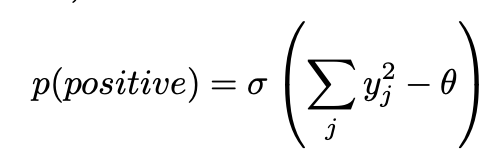 p(positive) = σ ( ∑_j y_j^2 − θ )